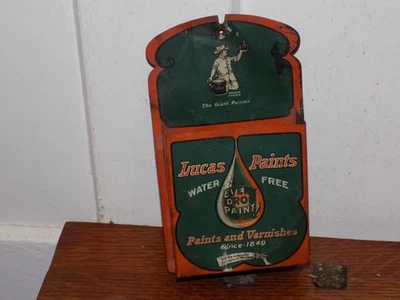 The Giant Painter
Lucas Paints
WATER FREE
EVERY
DROP
PAINT
Paints and Varnishes
Since 1849